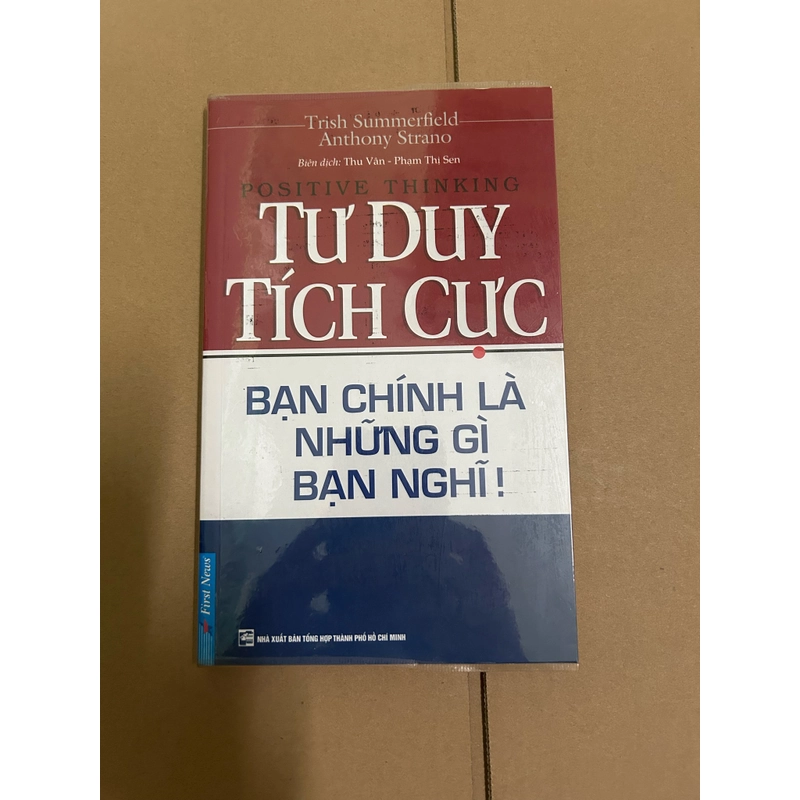 Trish Summerfield
Anthony Strano
Biên dịch: Thu Vân - Phạm Thị Sen
POSITIVE THINKING
TƯ DUY
TÍCH CỰC
BẠN CHÍNH LÀ
NHỮNG GÌ
BẠN NGHĨ!
First News
NHÀ XUẤT BẢN TỔNG HỢP THÀNH PHỐ HỒ CHÍ MINH